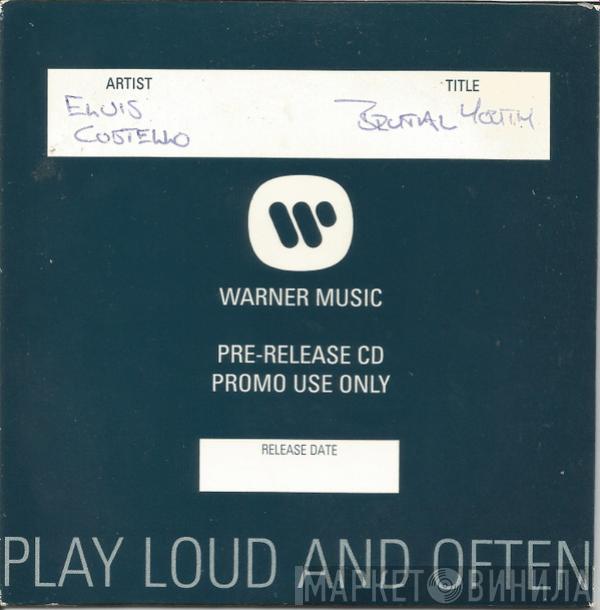 ARTIST
TITLE
ELVIS
COSTELLO
BRUTAL YOUTH
WARNER MUSIC
PRE-RELEASE CD
PROMO USE ONLY
RELEASE DATE
PLAY LOUD AND OFTEN
МАРКЕТ ВИНИЛА